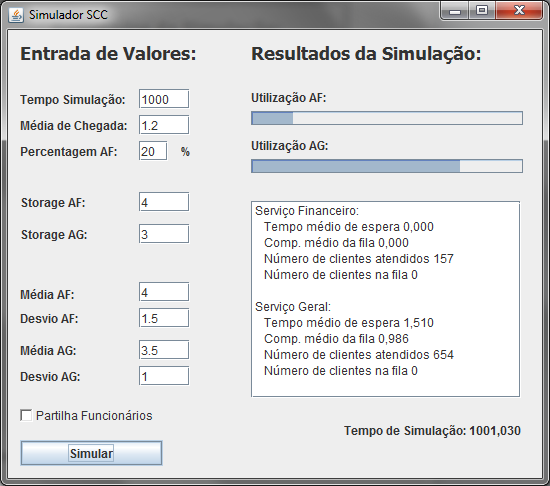 Simulador SCC
Entrada de Valores:
Tempo Simulação: 1000
Média de Chegada: 1.2
Percentagem AF: 20 %
Storage AF: 4
Storage AG: 3
Média AF: 4
Desvio AF: 1.5
Média AG: 3.5
Desvio AG: 1
Partilha Funcionários
Simular
Resultados da Simulação:
Utilização AF:
Utilização AG:
Serviço Financeiro:
Tempo médio de espera 0,000
Comp. médio da fila 0,000
Número de clientes atendidos 157
Número de clientes na fila 0
Serviço Geral:
Tempo médio de espera 1,510
Comp. médio da fila 0,986
Número de clientes atendidos 654
Número de clientes na fila 0
Tempo de Simulação: 1001,030